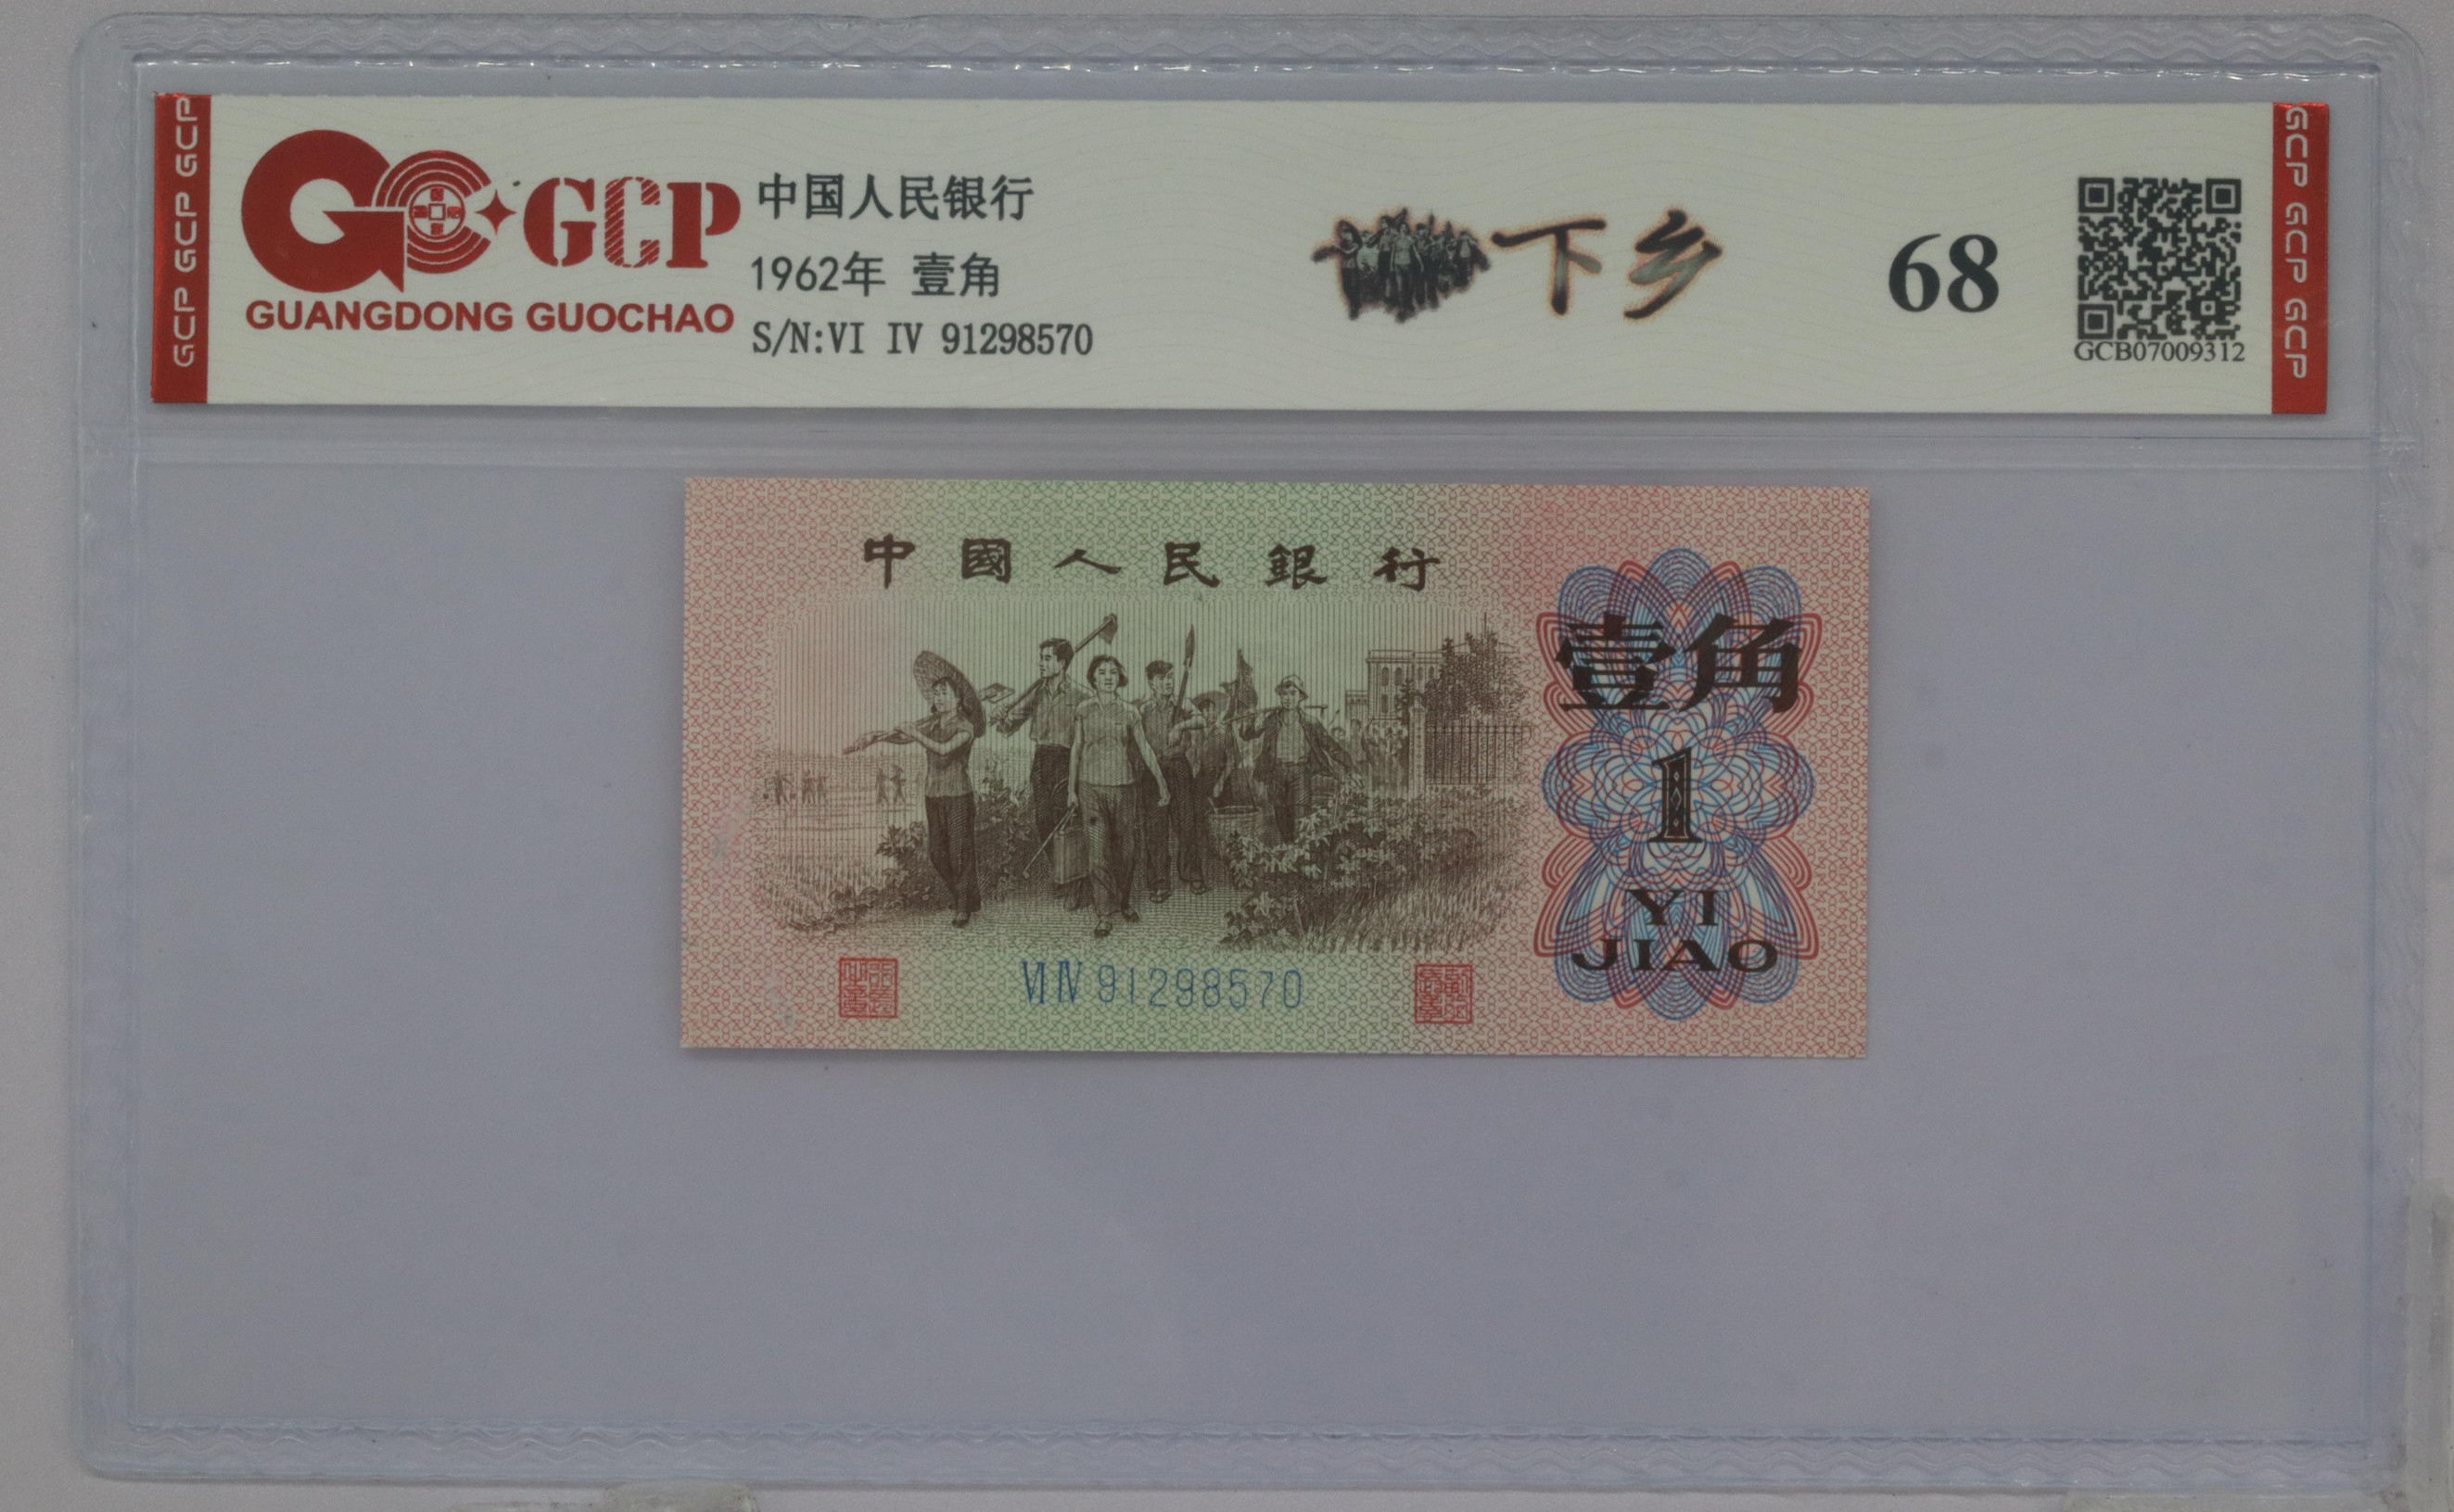 GCP GCP GCP
GCP
GUANGDONG GUOCHAO
中国人民银行
1962年 壹角
S/N:VI IV 91298570
下乡
68
GCB07009312
GCP GCP GCP
中國人民銀行
壹角
1
YI
JIAO
VI IV 91298570